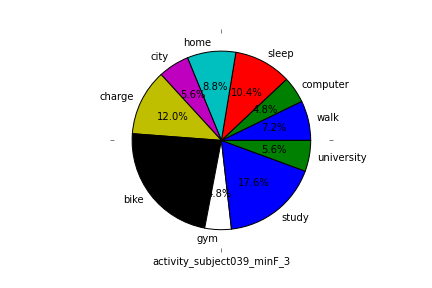 home
sleep
city
8.8%
5.6%
10.4%
computer
charge
4.8%
12.0%
walk
7.2%
5.6%
university
17.6%
.8%
bike
study
gym
activity_subject039_minF_3